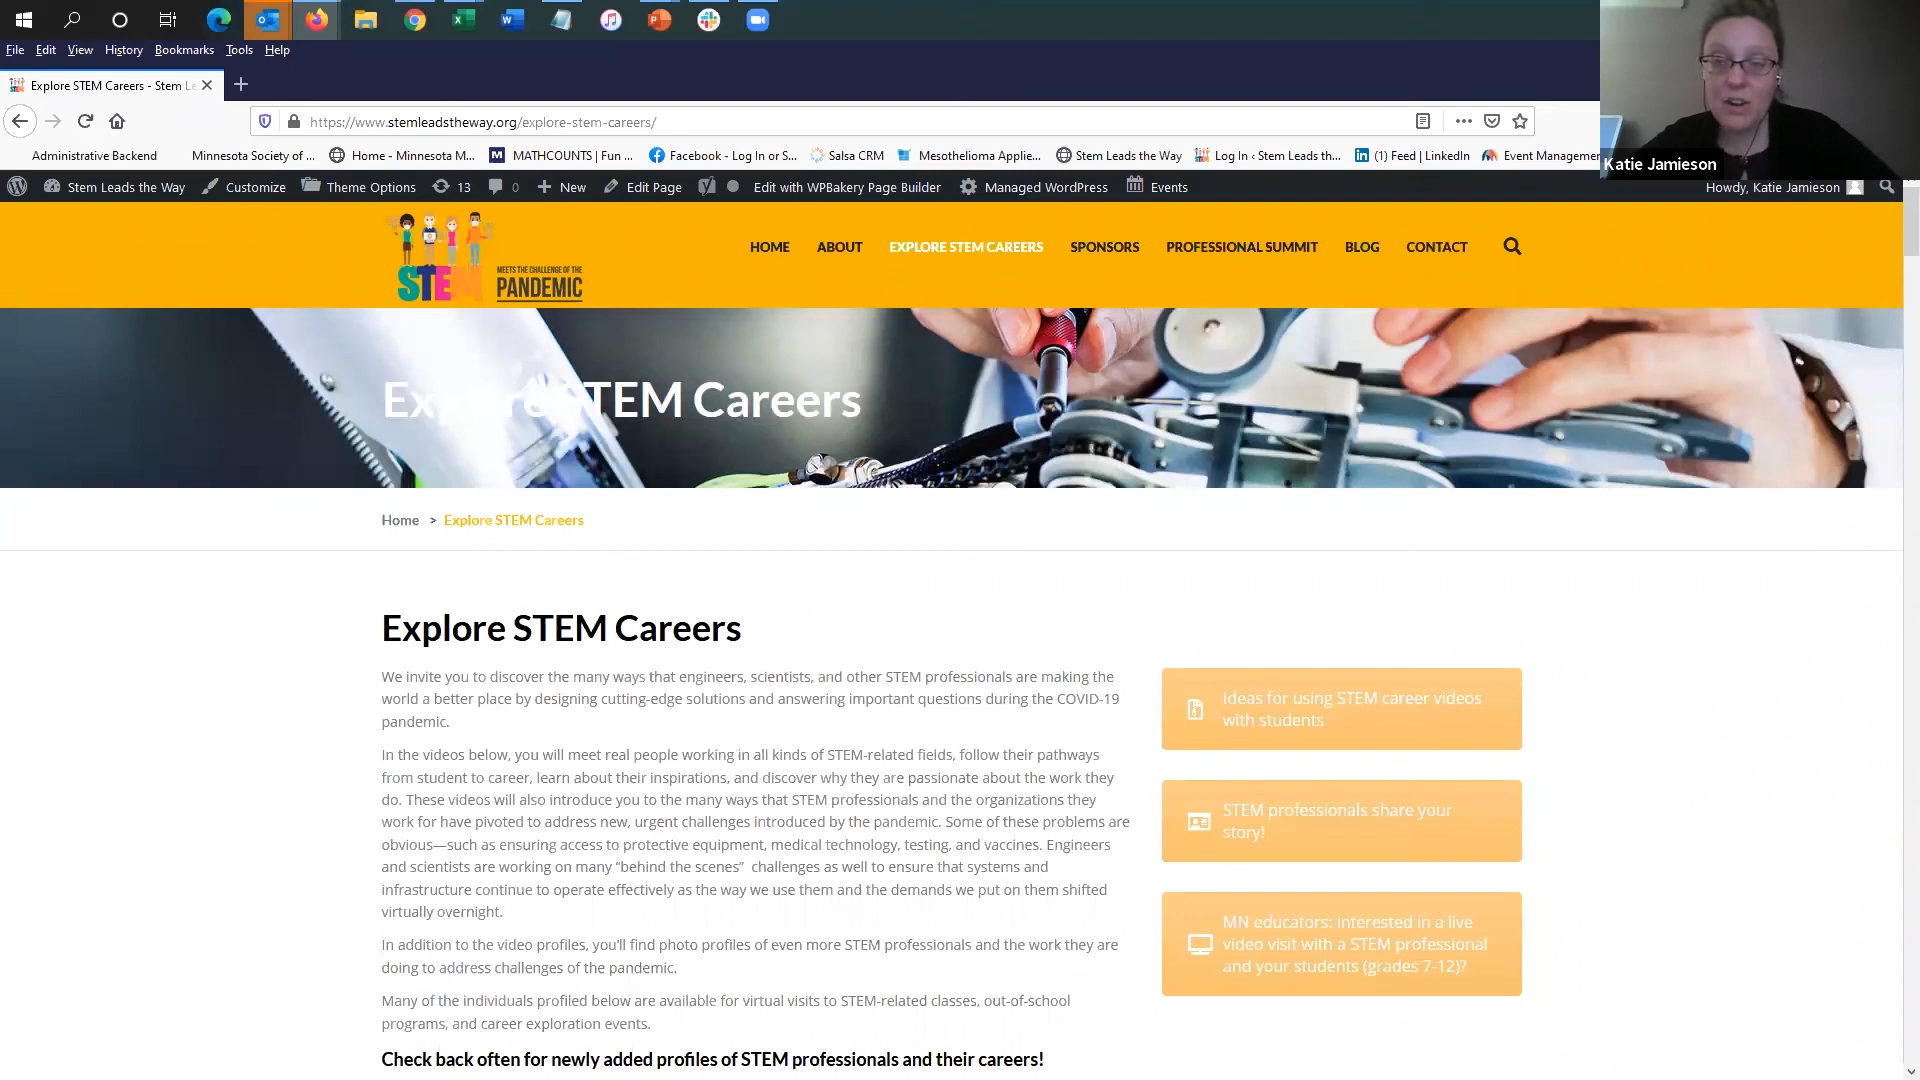 File Edit View History Bookmarks Tools Help
Explore STEM Careers - Stem Le
https://www.stemleadstheway.org/explore-stem-careers/
Administrative Backend Minnesota Society of ... Home - Minnesota M... MATHCOUNTS | Fun ... Facebook - Log In or S... Salsa CRM Mesothelioma Applie... Stem Leads the Way Log In ‹ Stem Leads th... (1) Feed | LinkedIn Event Managemen
Katie Jamieson
Stem Leads the Way Customize Theme Options 13 0 New Edit Page Edit with WPBakery Page Builder Managed WordPress Events Howdy, Katie Jamieson
HOME ABOUT EXPLORE STEM CAREERS SPONSORS PROFESSIONAL SUMMIT BLOG CONTACT
STEM MEETS THE CHALLENGE OF THE
PANDEMIC
Explore STEM Careers
Home > Explore STEM Careers
Explore STEM Careers
We invite you to discover the many ways that engineers, scientists, and other STEM professionals are making the
world a better place by designing cutting-edge solutions and answering important questions during the COVID-19
pandemic.
In the videos below, you will meet real people working in all kinds of STEM-related fields, follow their pathways
from student to career, learn about their inspirations, and discover why they are passionate about the work they
do. These videos will also introduce you to the many ways that STEM professionals and the organizations they
work for have pivoted to address new, urgent challenges introduced by the pandemic. Some of these problems are
obvious—such as ensuring access to protective equipment, medical technology, testing, and vaccines. Engineers
and scientists are working on many “behind the scenes” challenges as well to ensure that systems and
infrastructure continue to operate effectively as the way we use them and the demands we put on them shifted
virtually overnight.
In addition to the video profiles, you’ll find photo profiles of even more STEM professionals and the work they are
doing to address challenges of the pandemic.
Many of the individuals profiled below are available for virtual visits to STEM-related classes, out-of-school
programs, and career exploration events.
Check back often for newly added profiles of STEM professionals and their careers!
Ideas for using STEM career videos
with students
STEM professionals share your
story!
MN educators: interested in a live
video visit with a STEM professional
and your students (grades 7-12)?